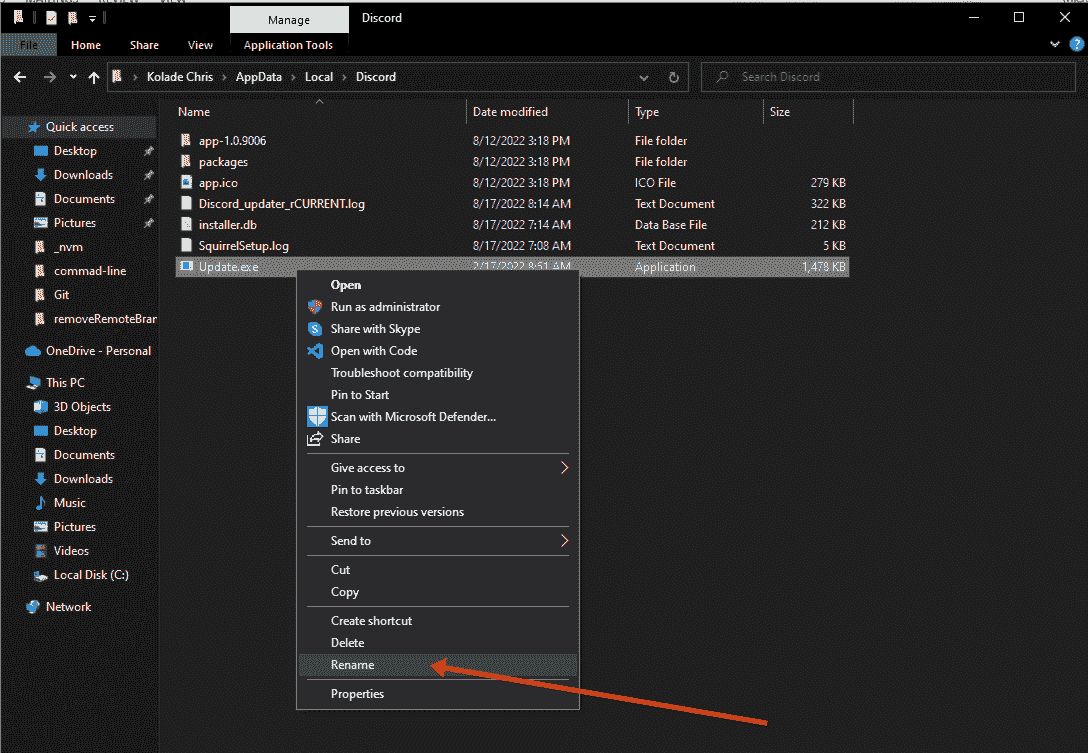 Manage
Discord
File
Home
Share
View
Application Tools
Kolade Chris
AppData
Local
Discord
Search Discord
Name
Date modified
Type
Size
app-1.0.9006 8/12/2022 3:18 PM File folder
packages 8/12/2022 3:18 PM File folder
app.ico 8/12/2022 3:18 PM ICO File 279 KB
Discord_updater_rCURRENT.log 8/17/2022 8:14 AM Text Document 322 KB
installer.db 8/17/2022 7:14 AM Data Base File 212 KB
SquirrelSetup.log 8/17/2022 7:08 AM Text Document 5 KB
Update.exe 2/17/2022 8:51 AM Application 1,478 KB
Quick access
Desktop
Downloads
Documents
Pictures
_nvm
commad-line
Git
removeRemoteBran
OneDrive - Personal
This PC
3D Objects
Desktop
Documents
Downloads
Music
Pictures
Videos
Local Disk (C:)
Network
Open
Run as administrator
Share with Skype
Open with Code
Troubleshoot compatibility
Pin to Start
Scan with Microsoft Defender...
Share
Give access to
Pin to taskbar
Restore previous versions
Send to
Cut
Copy
Create shortcut
Delete
Rename
Properties